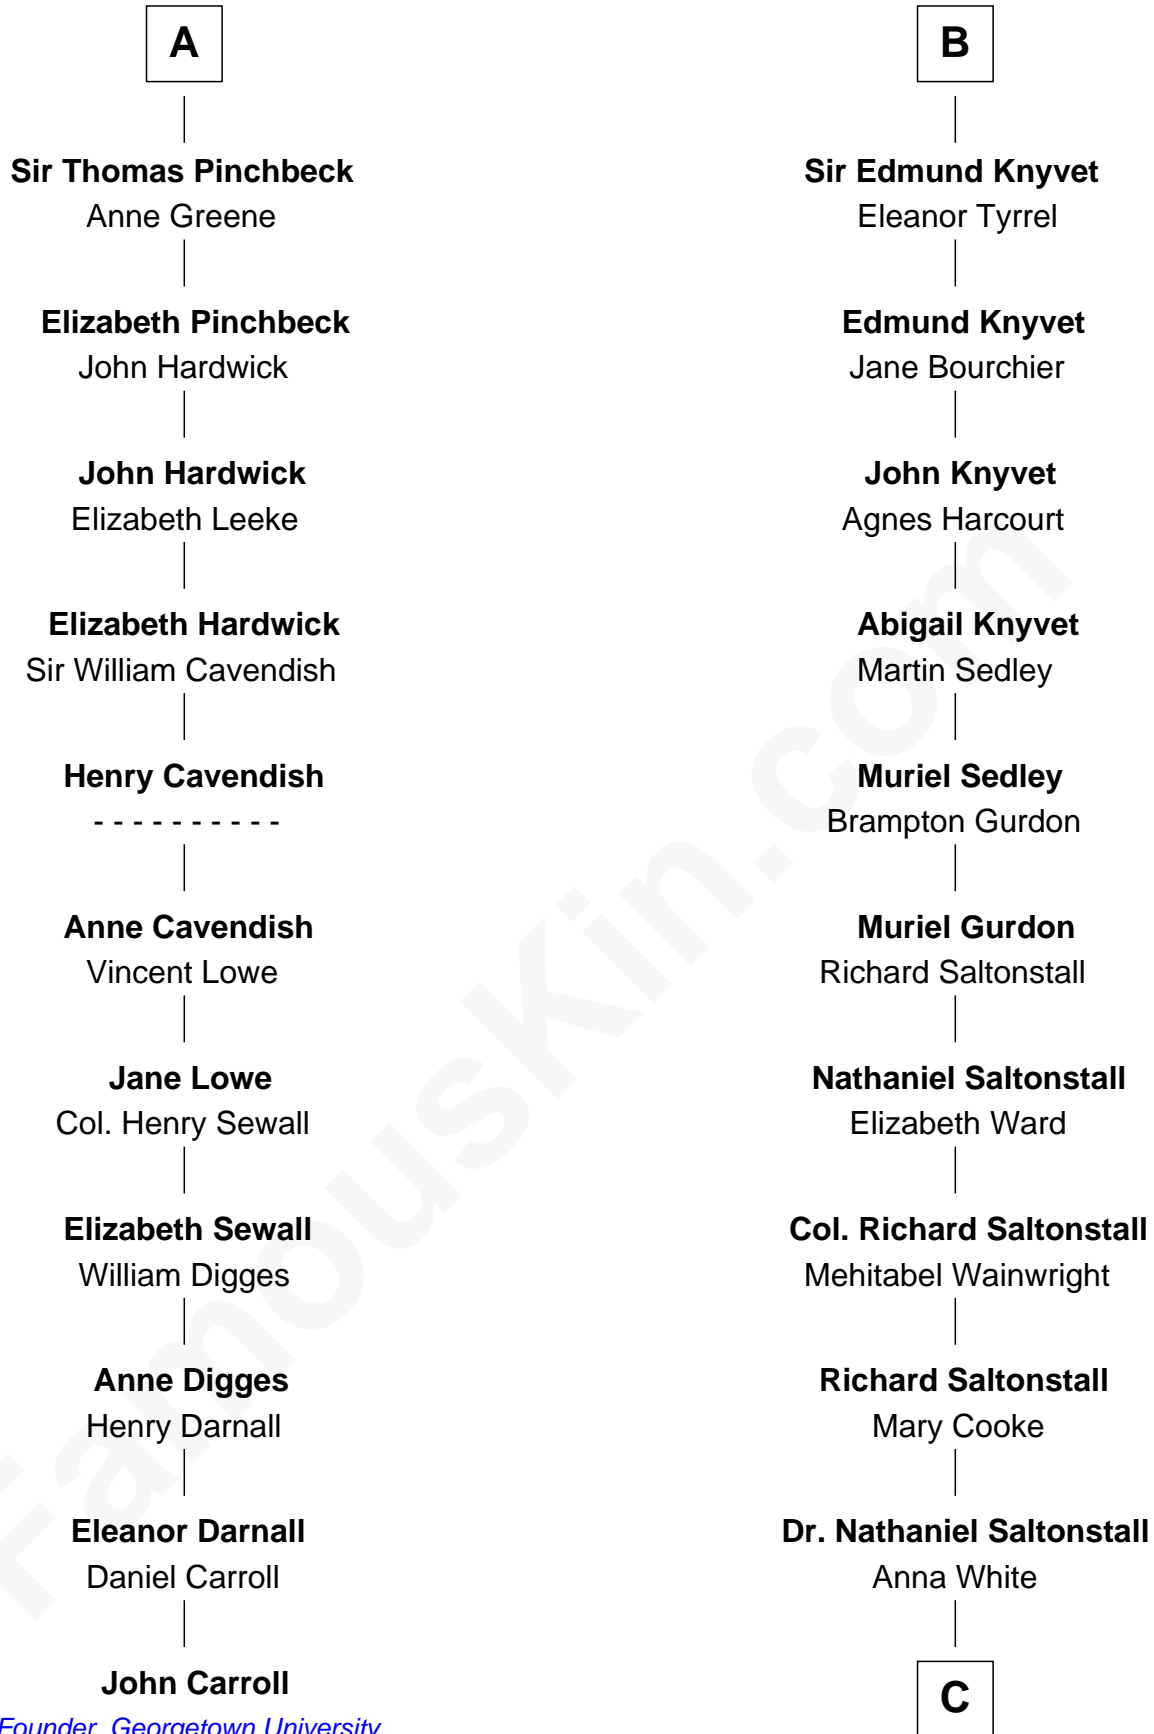 A
Sir Thomas Pinchbeck
Anne Greene
Elizabeth Pinchbeck
John Hardwick
John Hardwick
Elizabeth Leeke
Elizabeth Hardwick
Sir William Cavendish
Henry Cavendish
- - - - - - - - - -
Anne Cavendish
Vincent Lowe
Jane Lowe
Col. Henry Sewall
Elizabeth Sewall
William Digges
Anne Digges
Henry Darnall
Eleanor Darnall
Daniel Carroll
John Carroll
Founder, Georgetown University
B
Sir Edmund Knyvet
Eleanor Tyrrel
Edmund Knyvet
Jane Bourchier
John Knyvet
Agnes Harcourt
Abigail Knyvet
Martin Sedley
Muriel Sedley
Brampton Gurdon
Muriel Gurdon
Richard Saltonstall
Nathaniel Saltonstall
Elizabeth Ward
Col. Richard Saltonstall
Mehitabel Wainwright
Richard Saltonstall
Mary Cooke
Dr. Nathaniel Saltonstall
Anna White
C
FamousKin.com